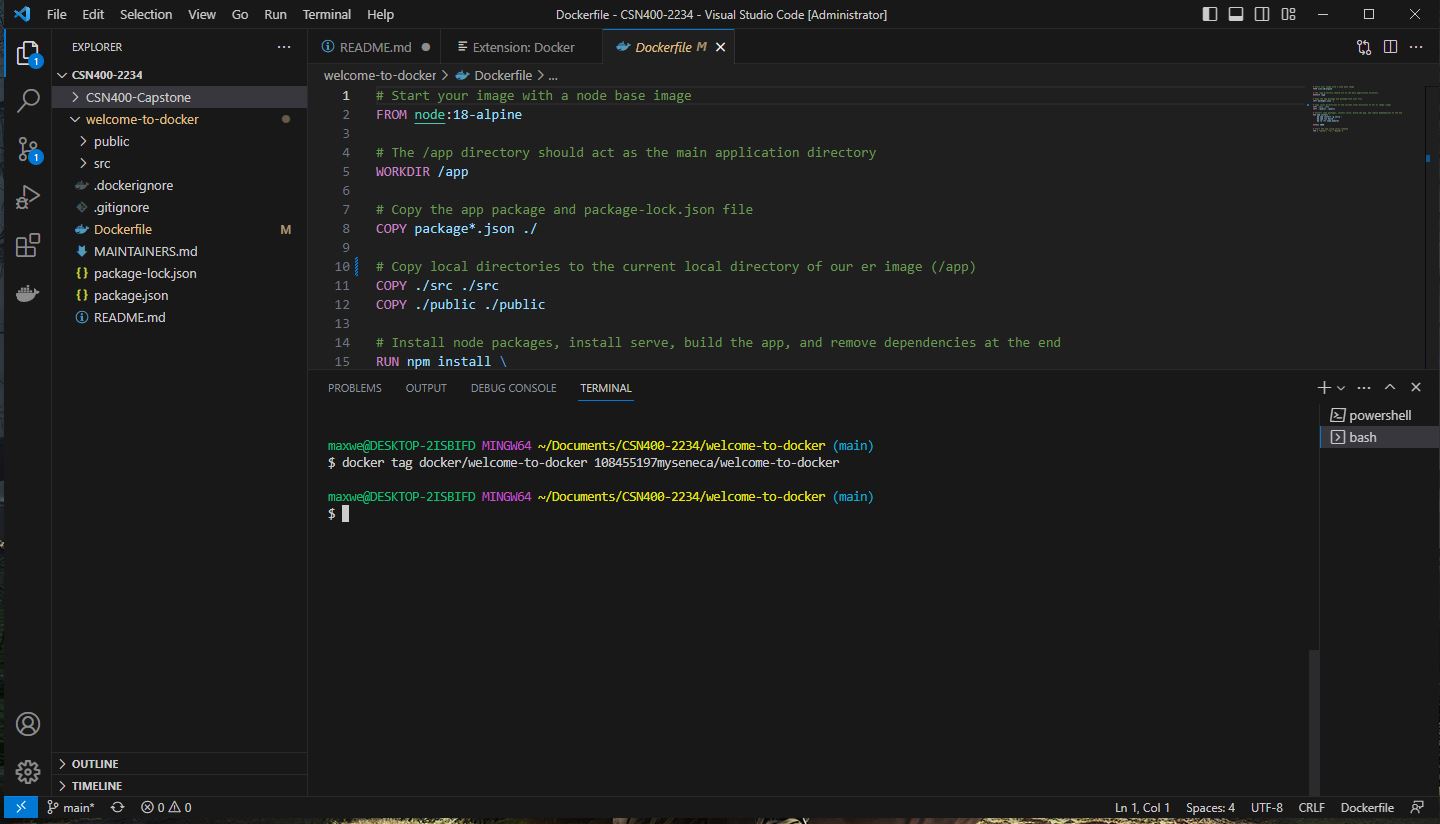 File Edit Selection View Go Run Terminal Help
Dockerfile - CSN400-2234 - Visual Studio Code [Administrator]
EXPLORER
CSN400-2234
CSN400-Capstone
welcome-to-docker
public
src
.dockerignore
.gitignore
Dockerfile M
MAINTAINERS.md
package-lock.json
package.json
README.md
OUTLINE
TIMELINE
1
1
README.md
Extension: Docker
Dockerfile M
welcome-to-docker > Dockerfile > ...
1 # Start your image with a node base image
2 FROM node:18-alpine
3
4 # The /app directory should act as the main application directory
5 WORKDIR /app
6
7 # Copy the app package and package-lock.json file
8 COPY package*.json ./
9
10 # Copy local directories to the current local directory of our er image (/app)
11 COPY ./src ./src
12 COPY ./public ./public
13
14 # Install node packages, install serve, build the app, and remove dependencies at the end
15 RUN npm install \
PROBLEMS OUTPUT DEBUG CONSOLE TERMINAL
maxwe@DESKTOP-2ISBIFD MINGW64 ~/Documents/CSN400-2234/welcome-to-docker (main)
$ docker tag docker/welcome-to-docker 108455197myseneca/welcome-to-docker
maxwe@DESKTOP-2ISBIFD MINGW64 ~/Documents/CSN400-2234/welcome-to-docker (main)
$
powershell
bash
main* 0 0
Ln 1, Col 1 Spaces: 4 UTF-8 CRLF Dockerfile